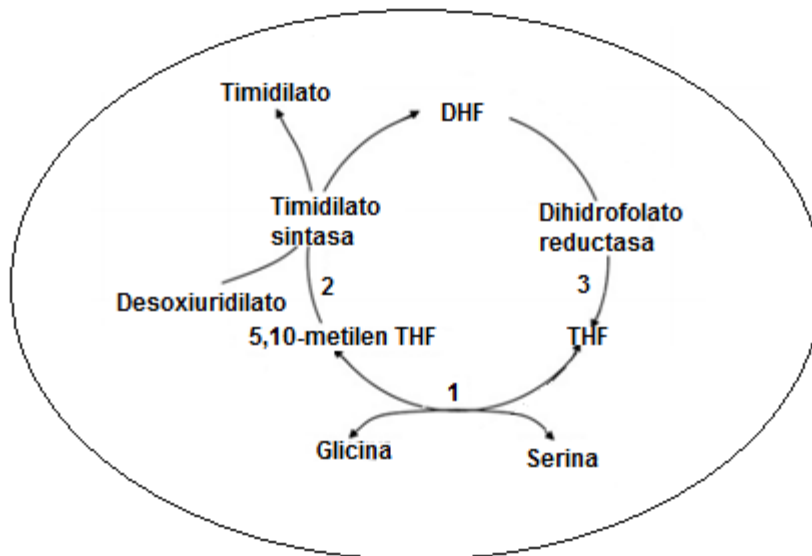 Timidilato
DHF
Timidilato
sintasa
Dihidrofolato
reductasa
Desoxiuridilato
2
3
5,10-metilen THF
THF
1
Glicina
Serina